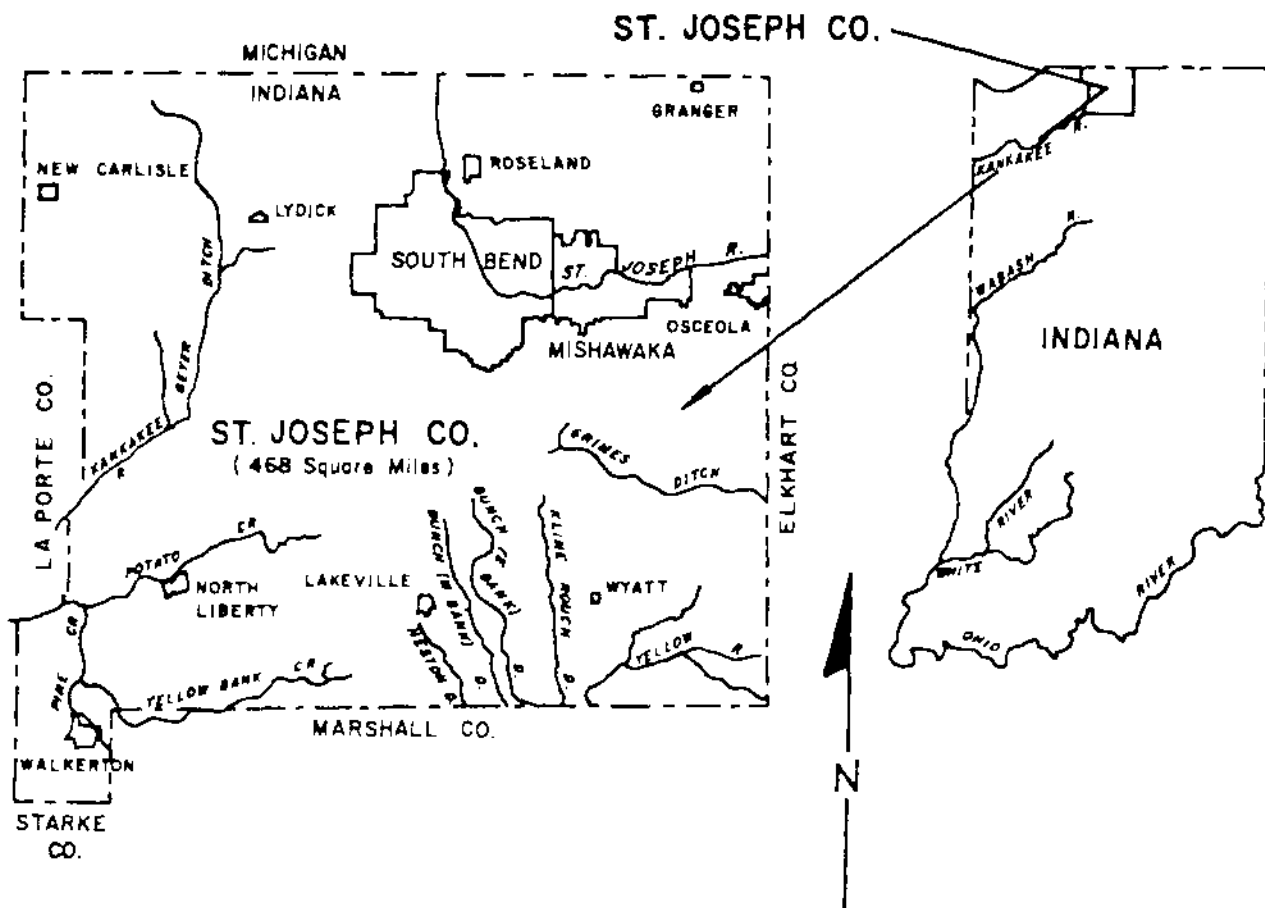 ST. JOSEPH CO.
MICHIGAN
INDIANA
GRANGER
NEW CARLISLE
ROSELAND
LYDICK
DITCH
SOUTH BEND
ST. JOSEPH R.
OSCEOLA
MISHAWAKA
GEYER
LA PORTE CO.
KANKAKEE
R
ST. JOSEPH CO.
(468 Square Miles)
GRIMES
DITCH
ELKHART CO.
POTATO CR
NORTH
LIBERTY
LAKEVILLE
BUNCH (W BANK)
D.
BUNCH (E BANK)
D.
KLINE ROUCH
D.
WYATT
HESTON D.
YELLOW R.
PINE CR
YELLOW BANK CR
MARSHALL CO.
WALKERTON
STARKE
CO.
KANKAKEE R.
WABASH R.
INDIANA
WHITE RIVER
OHIO RIVER
N